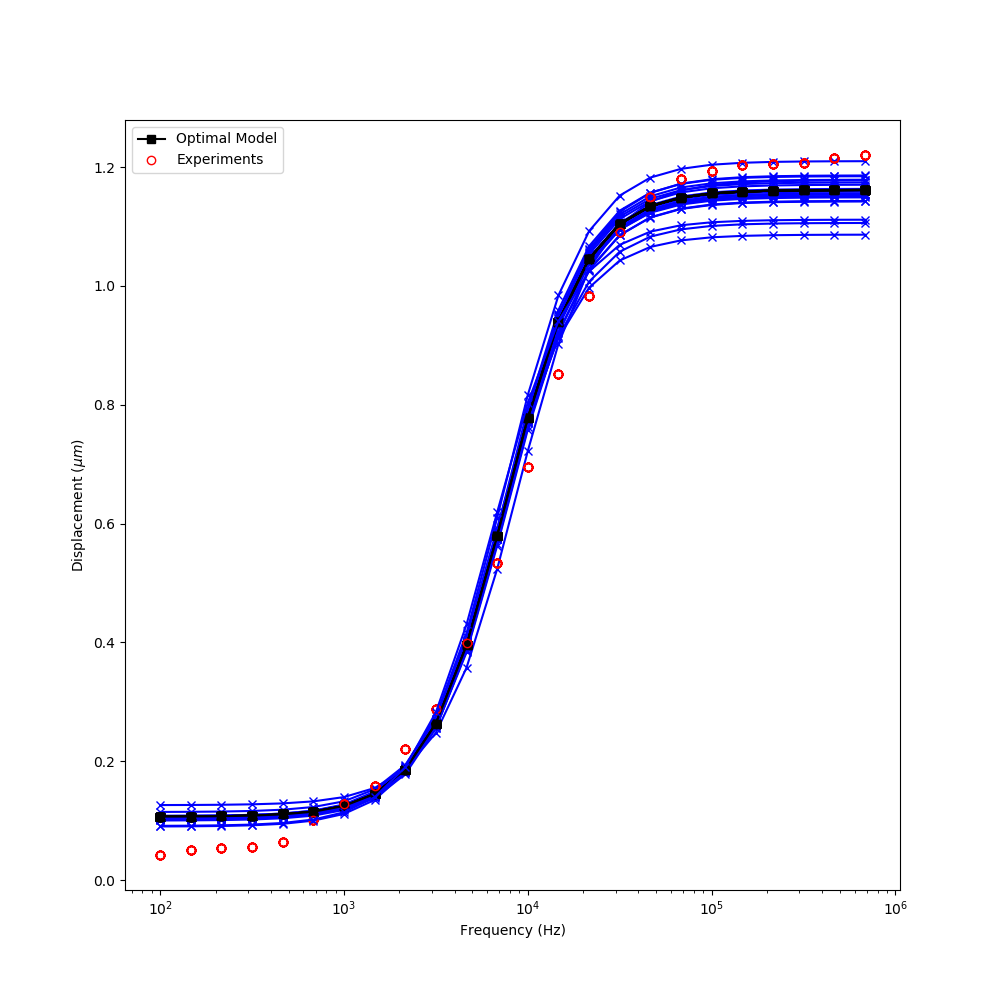 Optimal Model
Experiments
1.2
1.0
0.8
0.6
0.4
0.2
0.0
Displacement (μm)
10² 10³ 10⁴ 10⁵ 10⁶
Frequency (Hz)